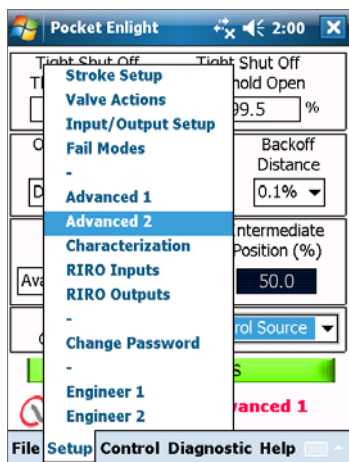 Pocket Enlight 2:00
Tight Shut Off Tight Shut Off
Stroke Setup
hold Open
Valve Actions
99.5 %
Input/Output Setup
Fail Modes Backoff
- Distance
Advanced 1 0.1%
Advanced 2
Intermediate
Characterization Position (%)
RIRO Inputs 50.0
RIRO Outputs
-
rol Source
Change Password
-
S
Engineer 1
vanced 1
Engineer 2
File Setup Control Diagnostic Help